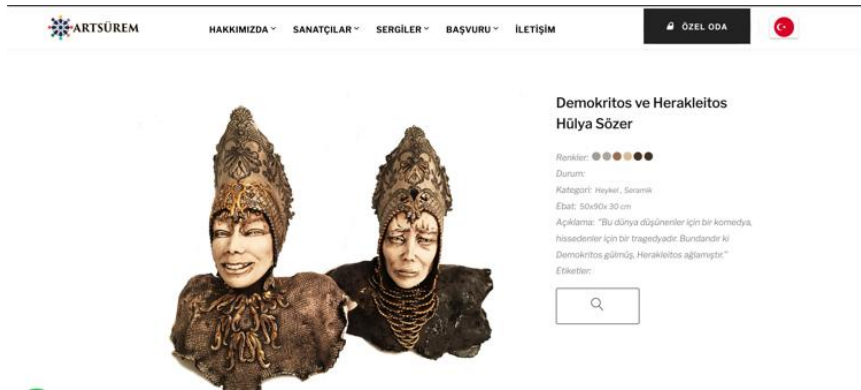 ARTSÜREM
HAKKIMIZDA
SANATÇILAR
SERGİLER
BAŞVURU
İLETİŞİM
ÖZEL ODA
Demokritos ve Herakleitos
Hülya Sözer
Renkler:
Durum:
Kategori: Heykel , Seramik
Ebat: 50x90x 30 cm
Açıklama: "Bu dünya düşünenler için bir komedya,
hissedenler için bir tragedyadır. Bundandır ki
Demokritos gülmüş, Herakleitos ağlamıştır."
Etiketler: